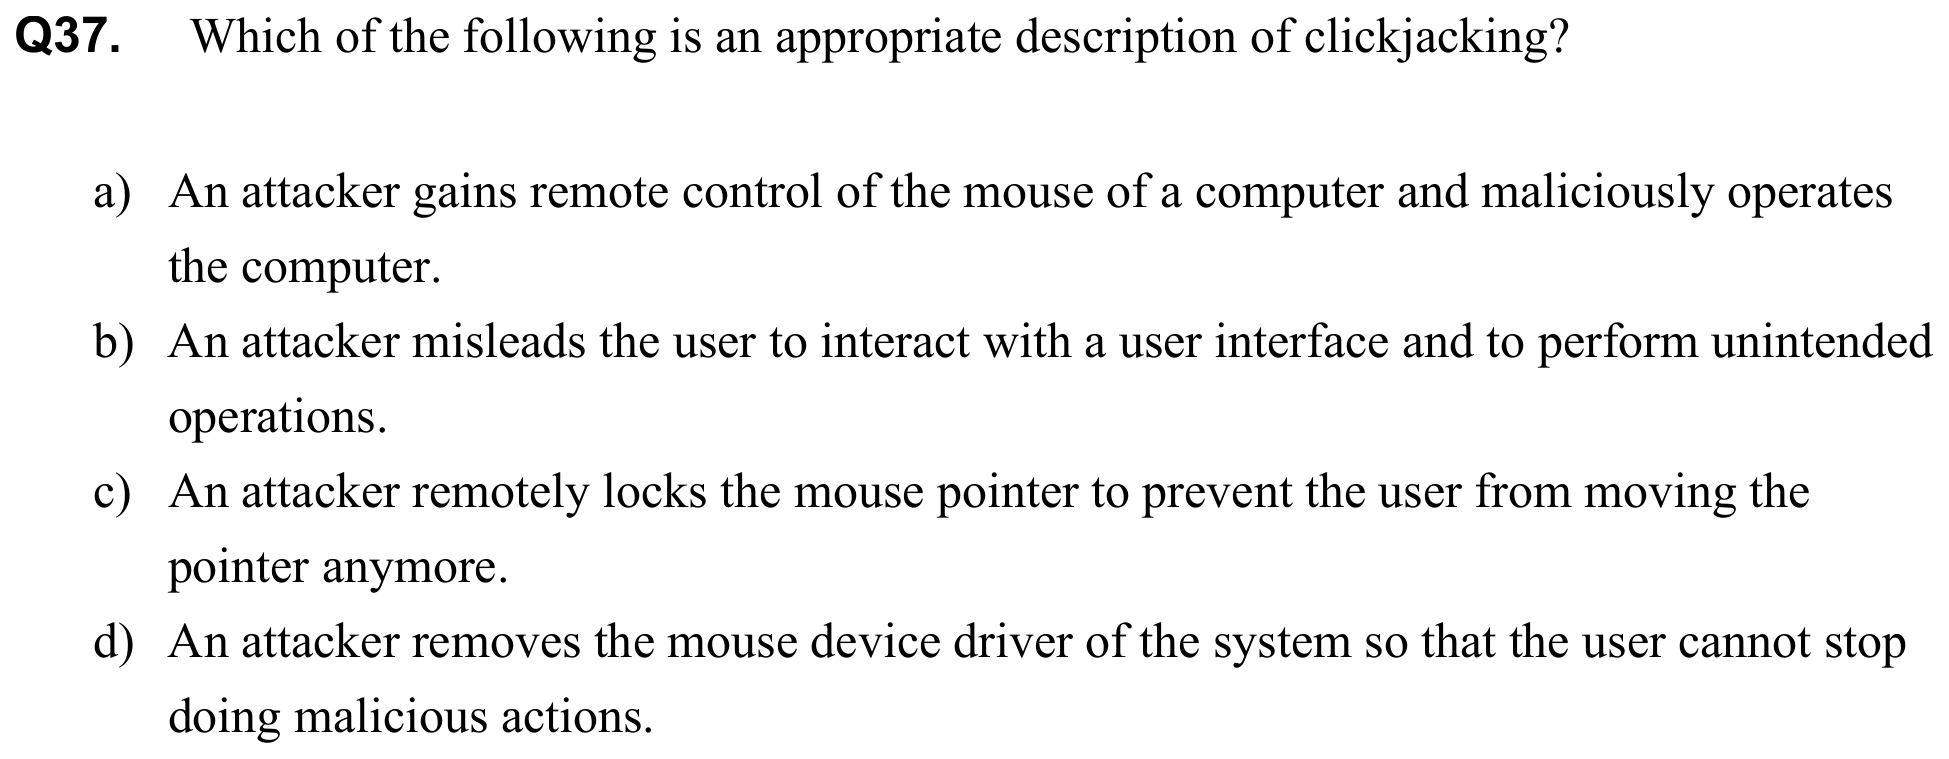 Q37. Which of the following is an appropriate description of clickjacking?
a) An attacker gains remote control of the mouse of a computer and maliciously operates
the computer.
b) An attacker misleads the user to interact with a user interface and to perform unintended
operations.
c) An attacker remotely locks the mouse pointer to prevent the user from moving the
pointer anymore.
d) An attacker removes the mouse device driver of the system so that the user cannot stop
doing malicious actions.